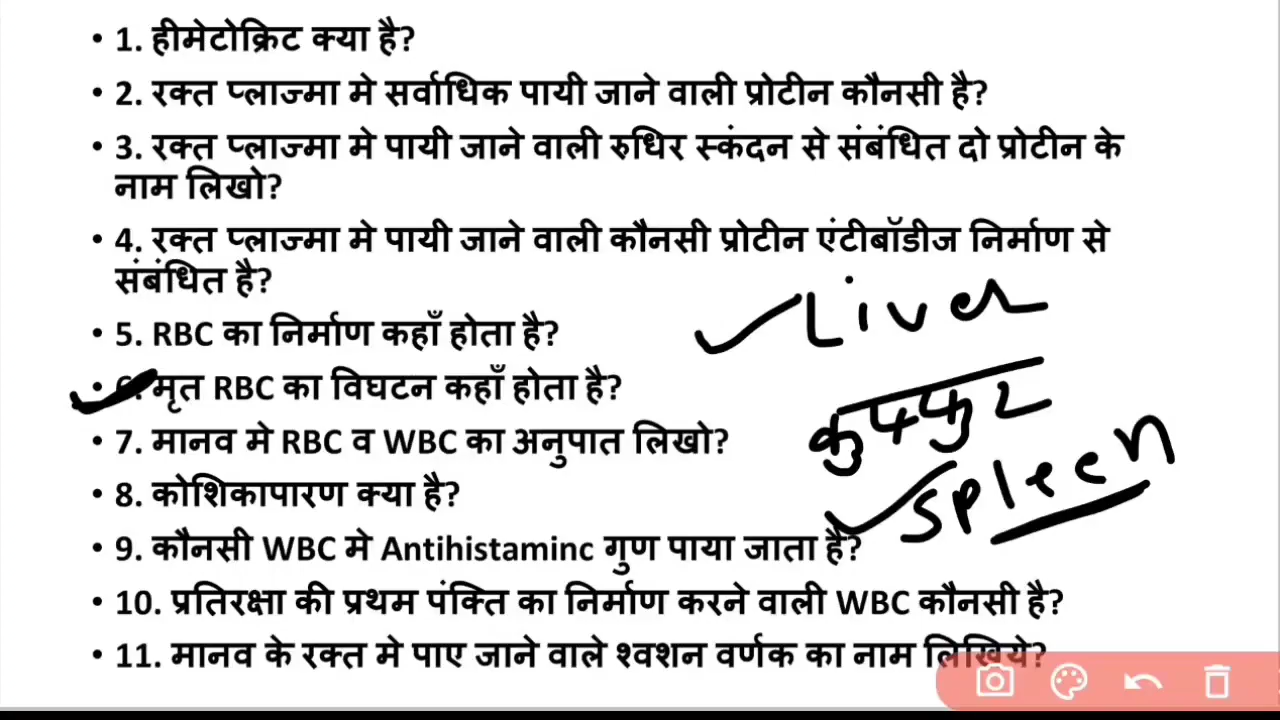 • 1. हीमेटोक्रिट क्या है?
• 2. रक्त प्लाज्मा मे सर्वाधिक पायी जाने वाली प्रोटीन कौनसी है?
• 3. रक्त प्लाज्मा मे पायी जाने वाली रुधिर स्कंदन से संबंधित दो प्रोटीन के
नाम लिखो?
• 4. रक्त प्लाज्मा मे पायी जाने वाली कौनसी प्रोटीन एंटीबॉडीज निर्माण से
संबंधित है?
Liver
• 5. RBC का निर्माण कहाँ होता है?
• 6. मृत RBC का विघटन कहाँ होता है?
• 7. मानव मे RBC व WBC का अनुपात लिखो?
Spleen
• 8. कोशिकापारण क्या है?
• 9. कौनसी WBC मे Antihistaminc गुण पाया जाता है?
• 10. प्रतिरक्षा की प्रथम पंक्ति का निर्माण करने वाली WBC कौनसी है?
• 11. मानव के रक्त मे पाए जाने वाले श्वशन वर्णक का नाम लिखिये?